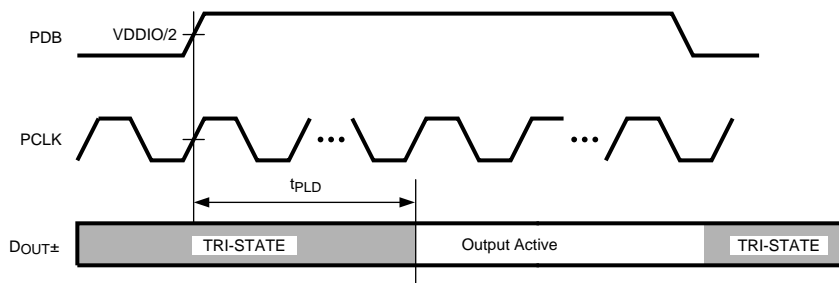 PDB
VDDIO/2
PCLK
•••
•••
tPLD
DOUT±
TRI-STATE
Output Active
TRI-STATE